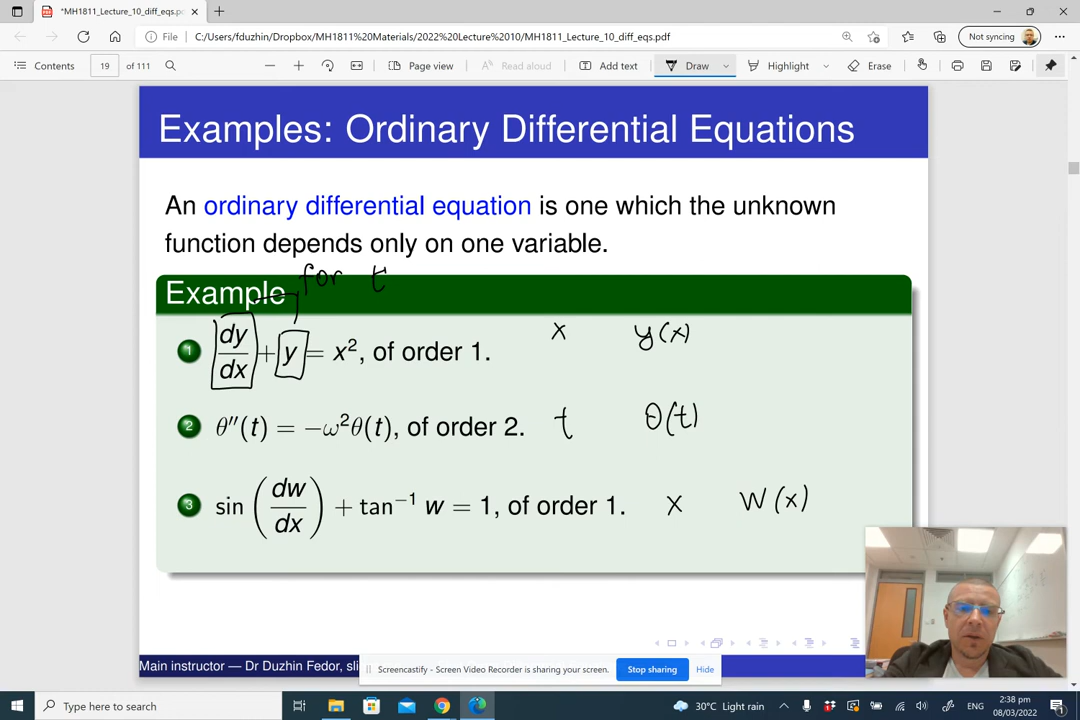 *MH1811_Lecture_10_diff_eqs.pd
File C:/Users/fduzhin/Dropbox/MH1811%20Materials/2022%20Lecture%2010/MH1811_Lecture_10_diff_eqs.pdf Not syncing
Contents 19 of 111 Page view Read aloud Add text Draw Highlight Erase
Examples: Ordinary Differential Equations
An ordinary differential equation is one which the unknown
function depends only on one variable.
for t
Example
1 dy/dx + y = x², of order 1. x y(x)
2 θ″(t) = −ω²θ(t), of order 2. t θ(t)
3 sin (dw/dx) + tan⁻¹ w = 1, of order 1. x W(x)
Main instructor — Dr Duzhin Fedor, sli
Screencastify - Screen Video Recorder is sharing your screen. Stop sharing Hide
Type here to search 30°C Light rain ENG 2:38 pm
08/03/2022